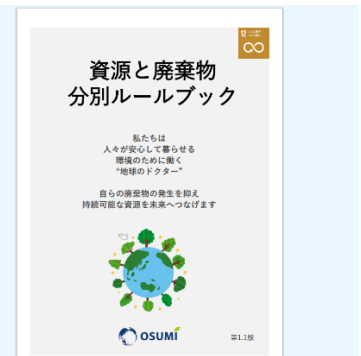 12
資源と廃棄物
分別ルールブック
私たちは
人々が安心して暮らせる
環境のために働く
“地球のドクター”
自らの廃棄物の発生を抑え
持続可能な資源を未来へつなげます
OSUMI
第1.1版